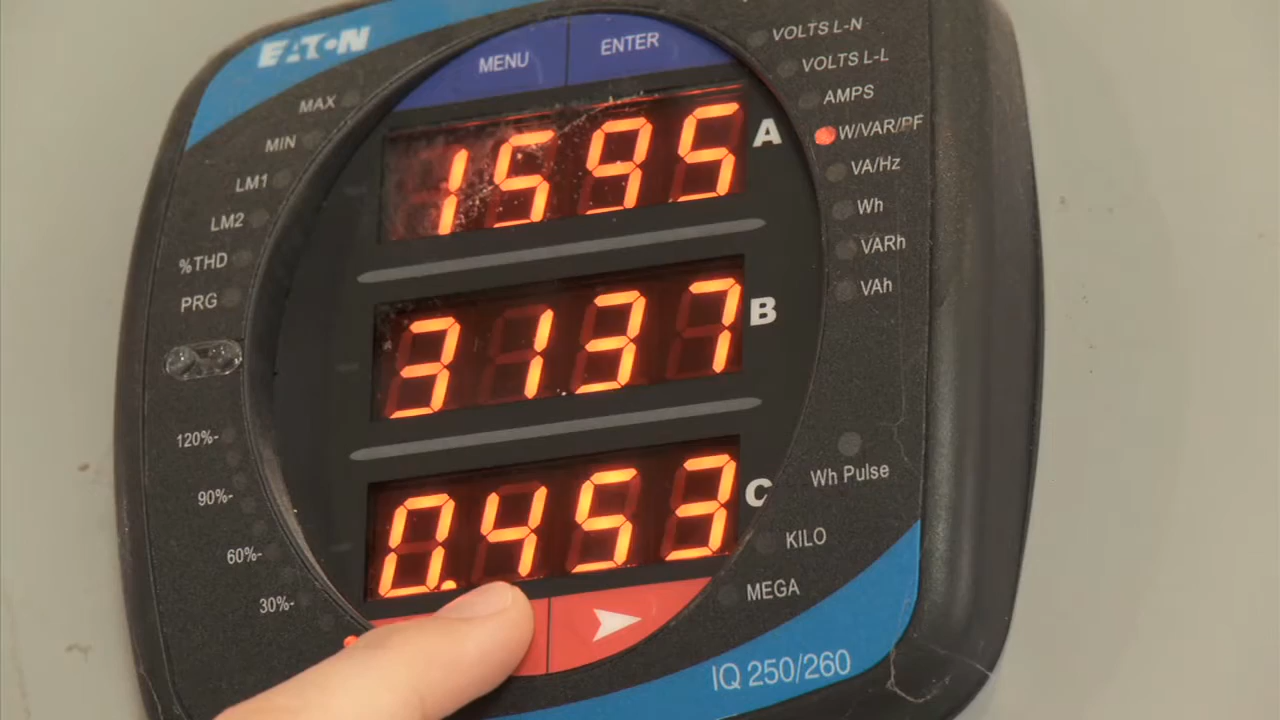 EATON
MENU
ENTER
MAX
MIN
LM1
LM2
%THD
PRG
120%-
90%-
60%-
30%-
1595
A
3137
B
0.453
C
VOLTS L-N
VOLTS L-L
AMPS
W/VAR/PF
VA/Hz
Wh
VARh
VAh
Wh Pulse
KILO
MEGA
IQ 250/260